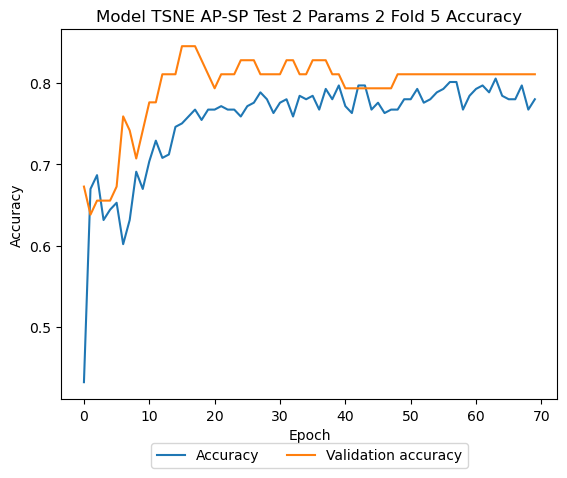 Model TSNE AP-SP Test 2 Params 2 Fold 5 Accuracy
Accuracy
0.8
0.7
0.6
0.5
0 10 20 30 40 50 60 70
Epoch
Accuracy Validation accuracy